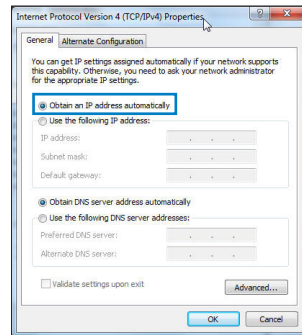 Internet Protocol Version 4 (TCP/IPv4) Properties
General
Alternate Configuration
You can get IP settings assigned automatically if your network supports
this capability. Otherwise, you need to ask your network administrator
for the appropriate IP settings.
Obtain an IP address automatically
Use the following IP address:
IP address:
Subnet mask:
Default gateway:
Obtain DNS server address automatically
Use the following DNS server addresses:
Preferred DNS server:
Alternate DNS server:
Validate settings upon exit
Advanced...
OK
Cancel